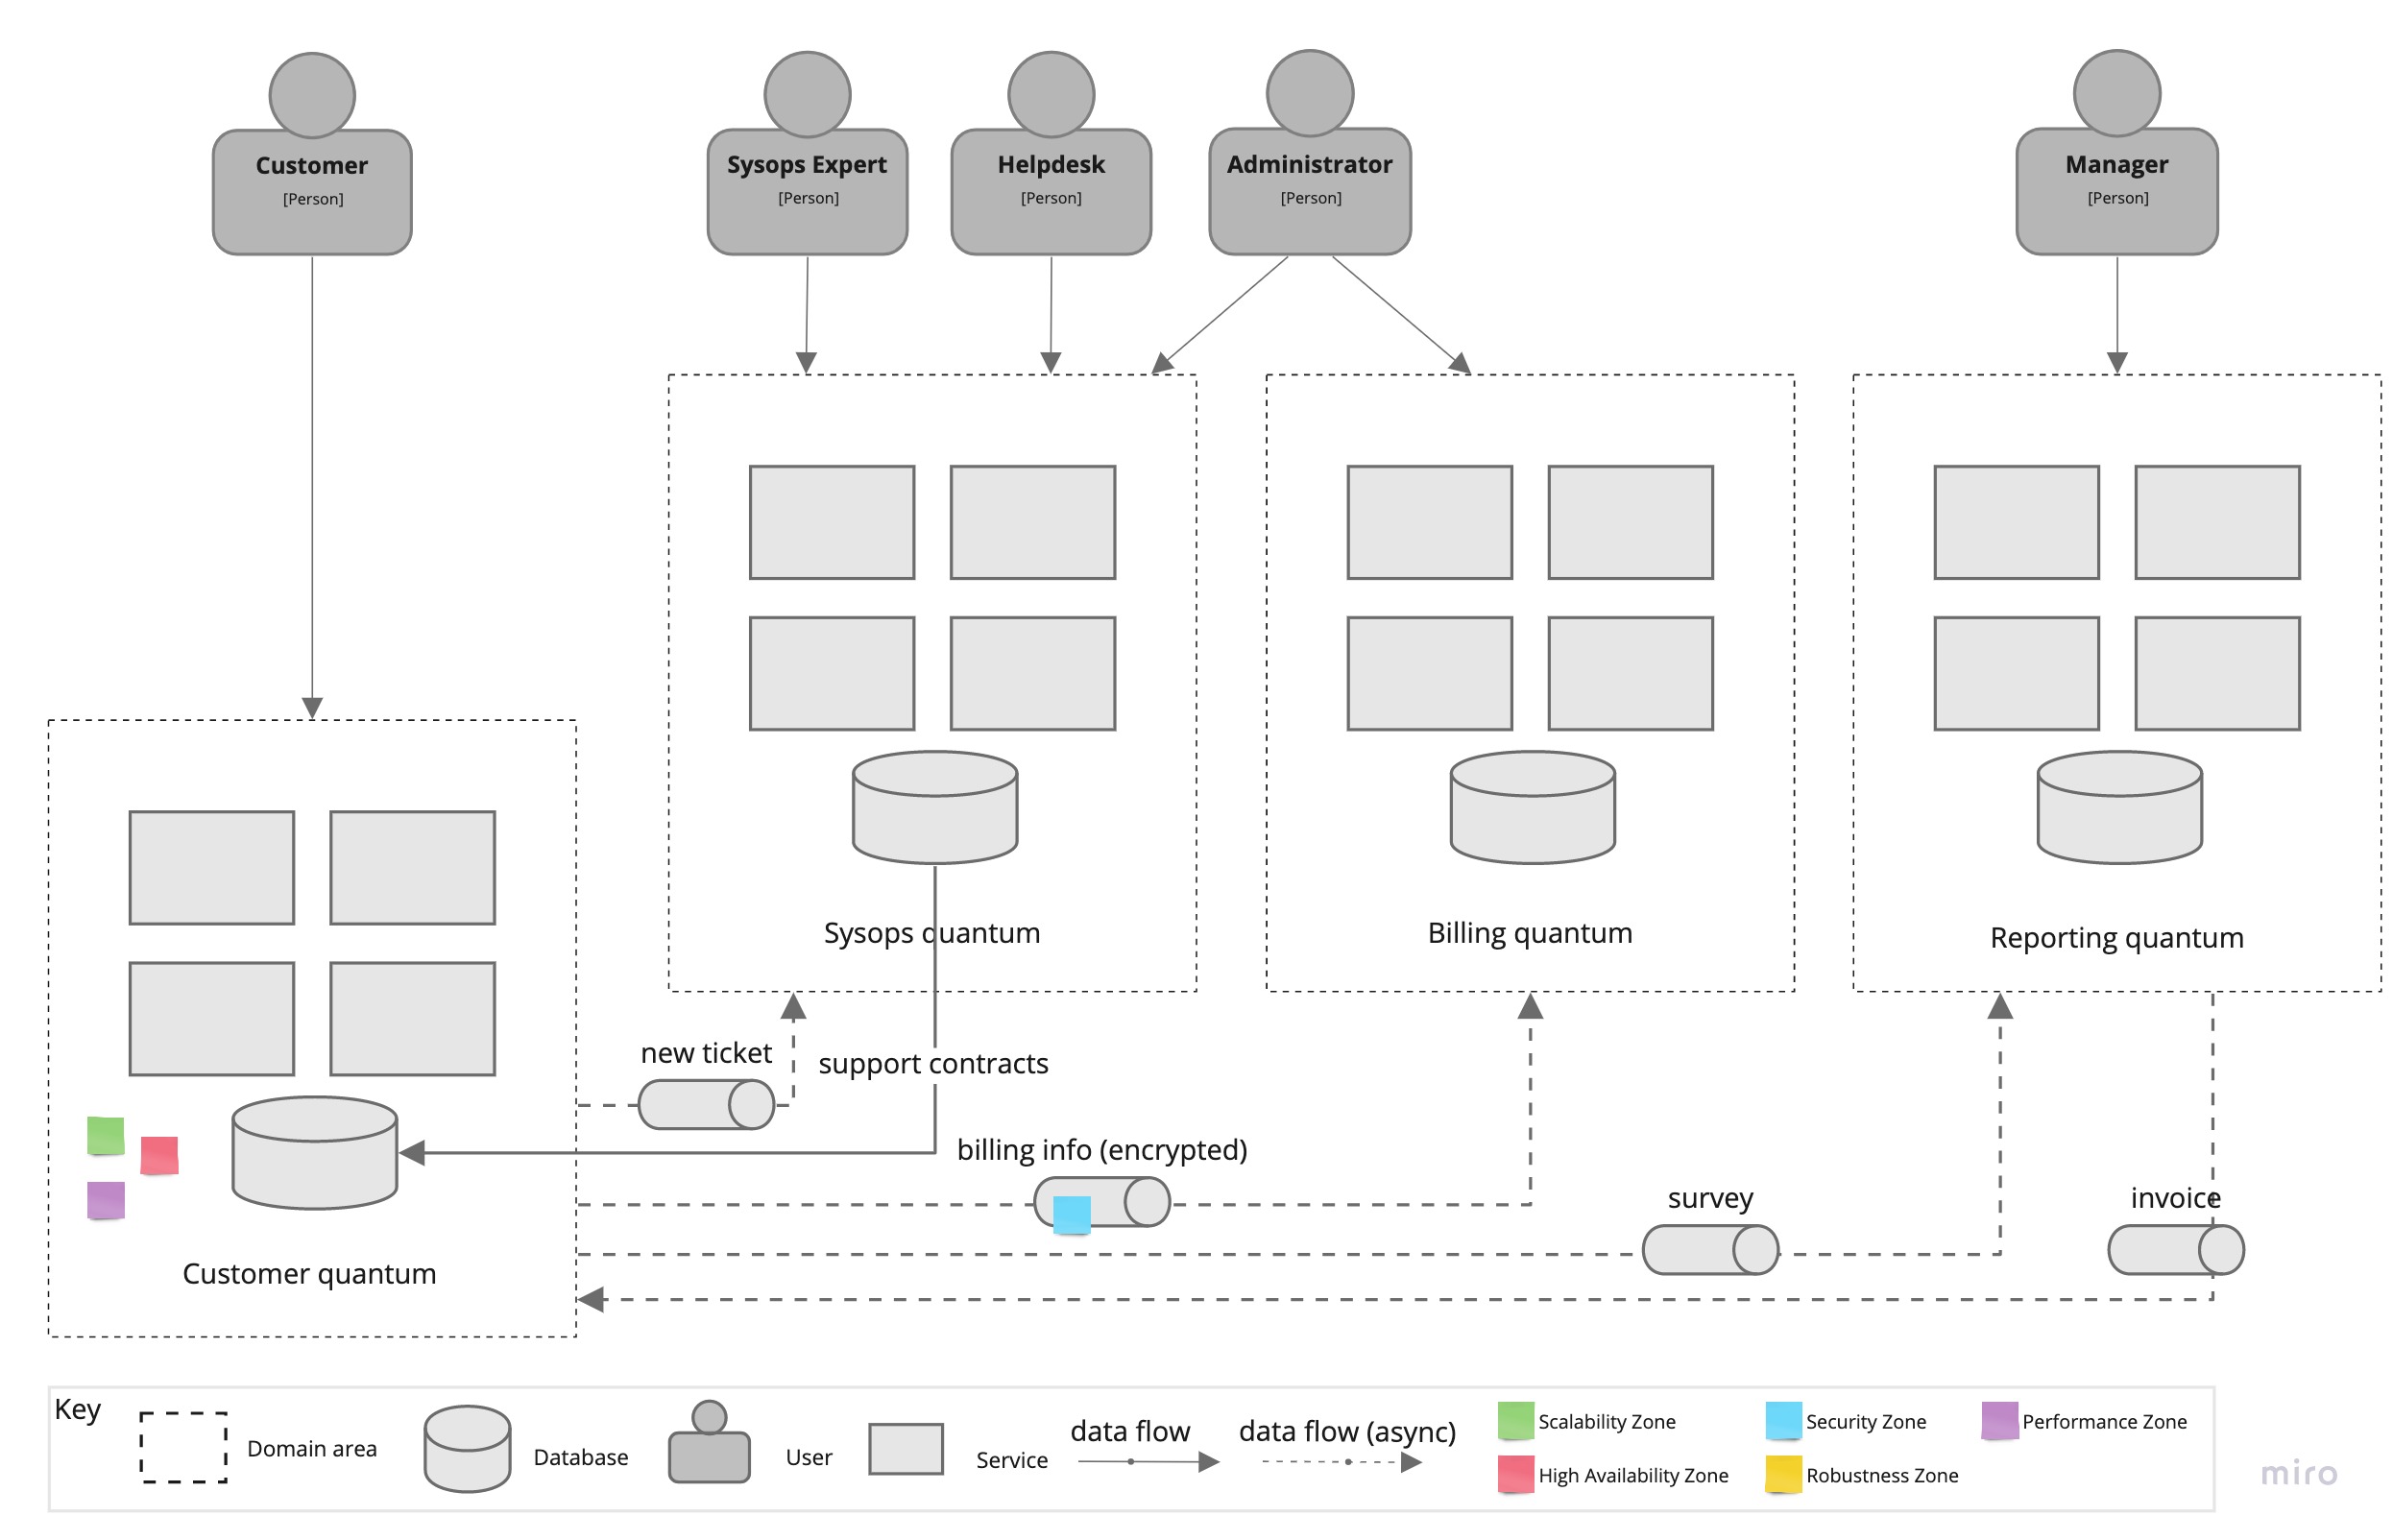 Customer
[Person]
Sysops Expert
[Person]
Helpdesk
[Person]
Administrator
[Person]
Manager
[Person]
Sysops quantum
Billing quantum
Reporting quantum
new ticket
support contracts
billing info (encrypted)
survey
invoice
Customer quantum
Key
Domain area
Database
User
Service
data flow
data flow (async)
Scalability Zone
Security Zone
Performance Zone
High Availability Zone
Robustness Zone
miro